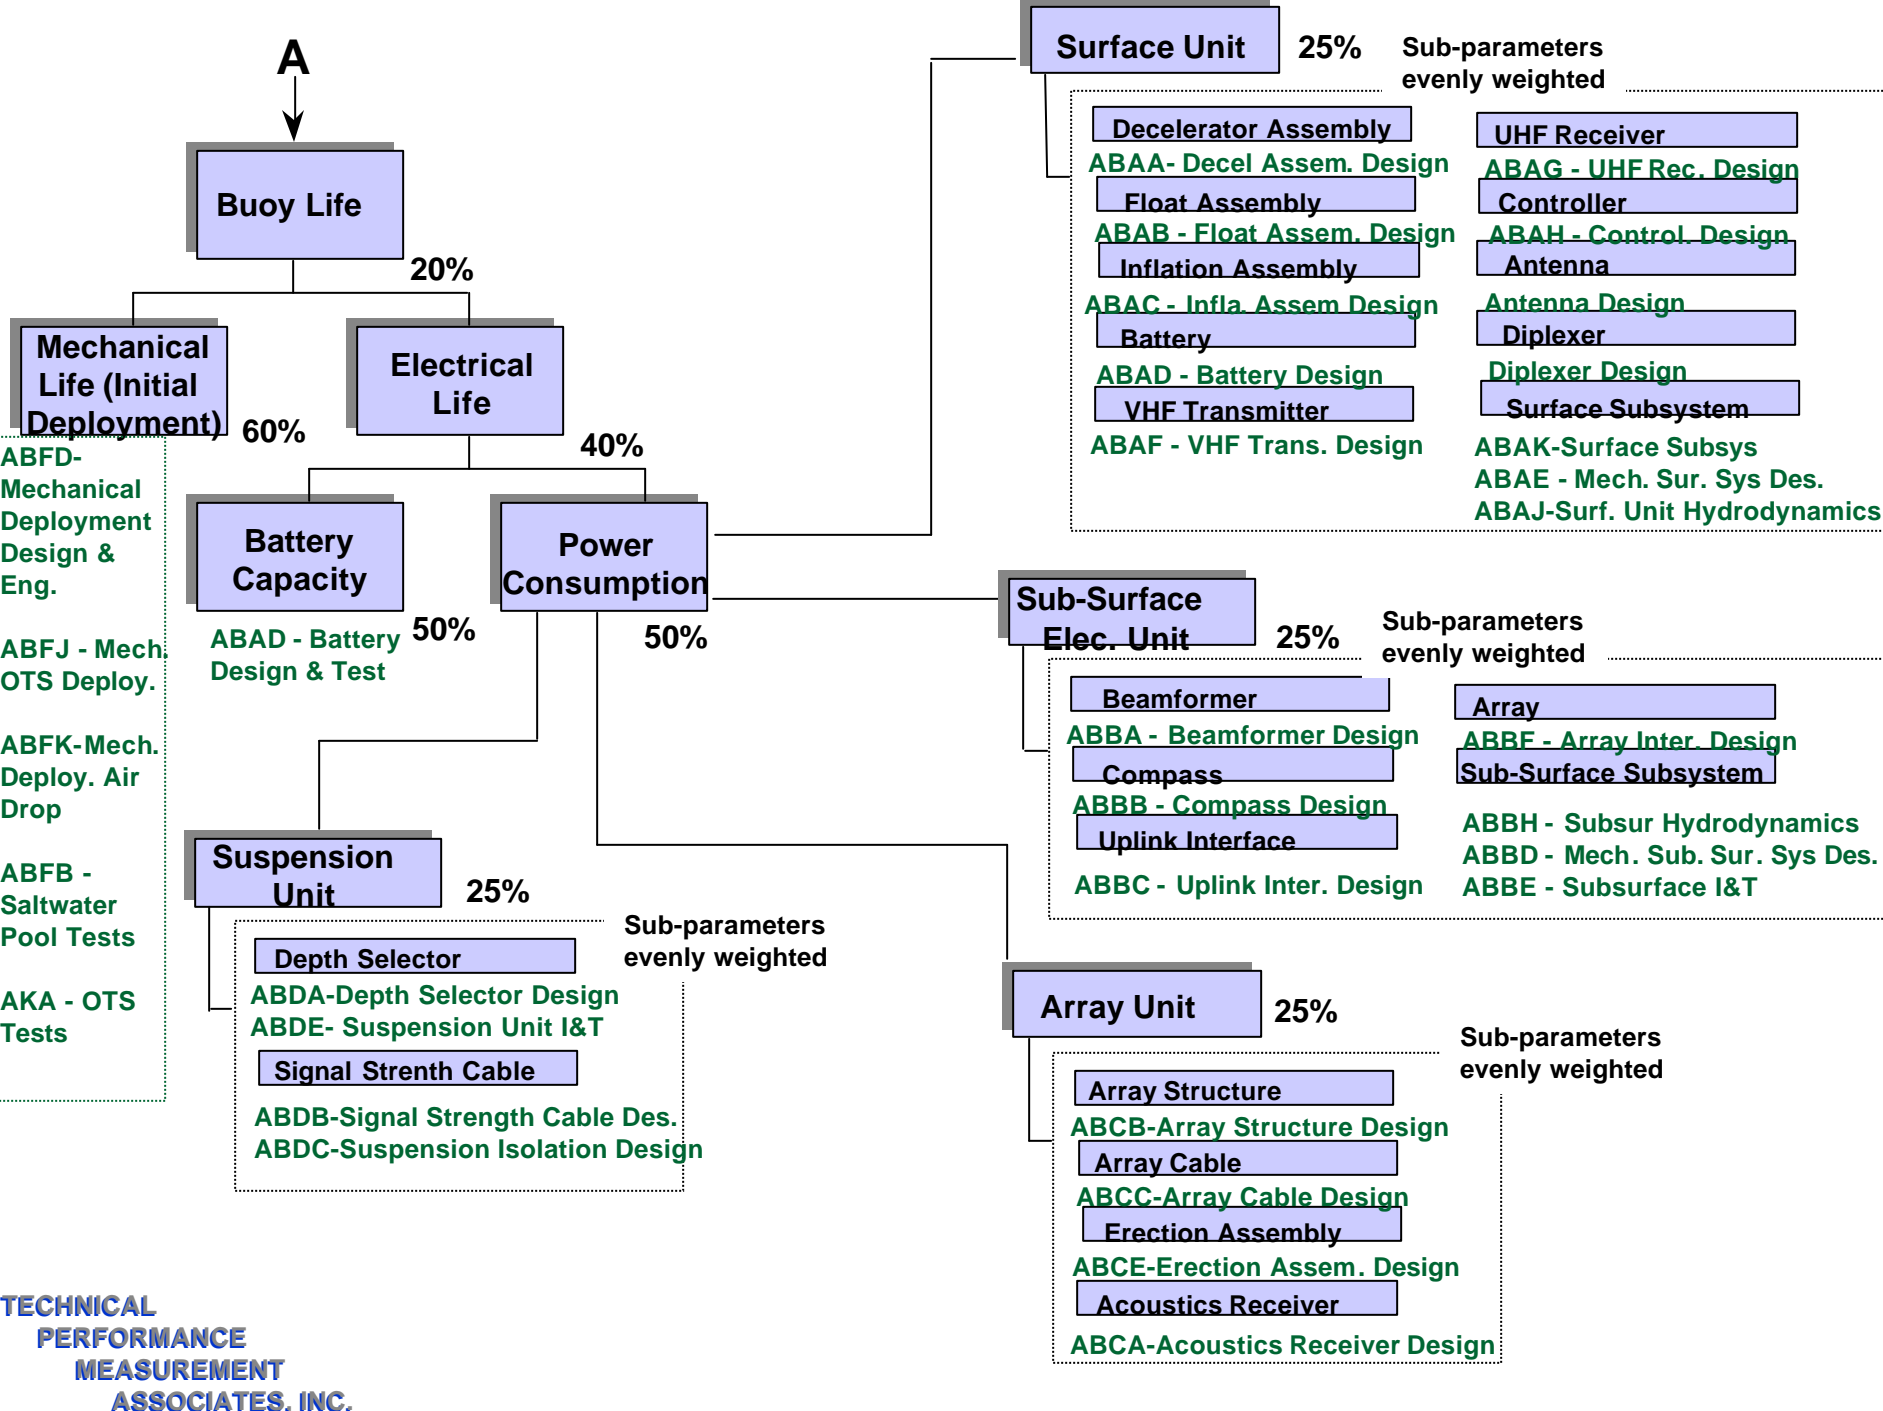 A
Buoy Life
20%
Mechanical
Life (Initial
Deployment)
60%
Electrical
Life
40%
ABFD-
Mechanical
Deployment
Design &
Eng.
ABFJ - Mech.
OTS Deploy.
ABFK-Mech.
Deploy. Air
Drop
ABFB -
Saltwater
Pool Tests
AKA - OTS
Tests
Battery
Capacity
50%
ABAD - Battery
Design & Test
Power
Consumption
50%
Suspension
Unit
25%
Sub-parameters
evenly weighted
Depth Selector
ABDA-Depth Selector Design
ABDE- Suspension Unit I&T
Signal Strenth Cable
ABDB-Signal Strength Cable Des.
ABDC-Suspension Isolation Design
Surface Unit
25%
Sub-parameters
evenly weighted
Decelerator Assembly
ABAA- Decel Assem. Design
Float Assembly
ABAB - Float Assem. Design
Inflation Assembly
ABAC - Infla. Assem Design
Battery
ABAD - Battery Design
VHF Transmitter
ABAF - VHF Trans. Design
UHF Receiver
ABAG - UHF Rec. Design
Controller
ABAH - Control. Design
Antenna
Antenna Design
Diplexer
Diplexer Design
Surface Subsystem
ABAK-Surface Subsys
ABAE - Mech. Sur. Sys Des.
ABAJ-Surf. Unit Hydrodynamics
Sub-Surface
Elec. Unit
25%
Sub-parameters
evenly weighted
Beamformer
ABBA - Beamformer Design
Compass
ABBB - Compass Design
Uplink Interface
ABBC - Uplink Inter. Design
Array
ABBF - Array Inter. Design
Sub-Surface Subsystem
ABBH - Subsur Hydrodynamics
ABBD - Mech. Sub. Sur. Sys Des.
ABBE - Subsurface I&T
Array Unit
25%
Sub-parameters
evenly weighted
Array Structure
ABCB-Array Structure Design
Array Cable
ABCC-Array Cable Design
Erection Assembly
ABCE-Erection Assem. Design
Acoustics Receiver
ABCA-Acoustics Receiver Design
TECHNICAL
PERFORMANCE
MEASUREMENT
ASSOCIATES, INC.